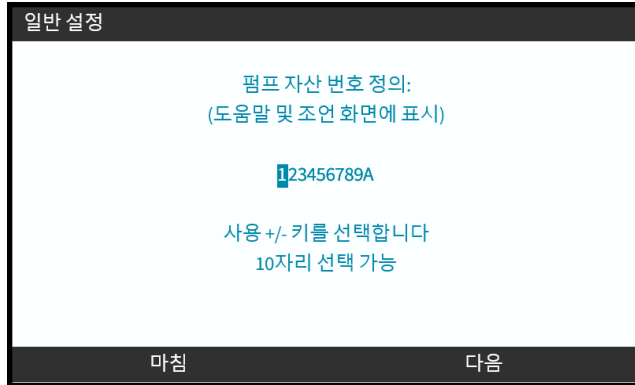 일반 설정
펌프 자산 번호 정의:
(도움말 및 조언 화면에 표시)
123456789A
사용 +/- 키를 선택합니다
10자리 선택 가능
마침
다음